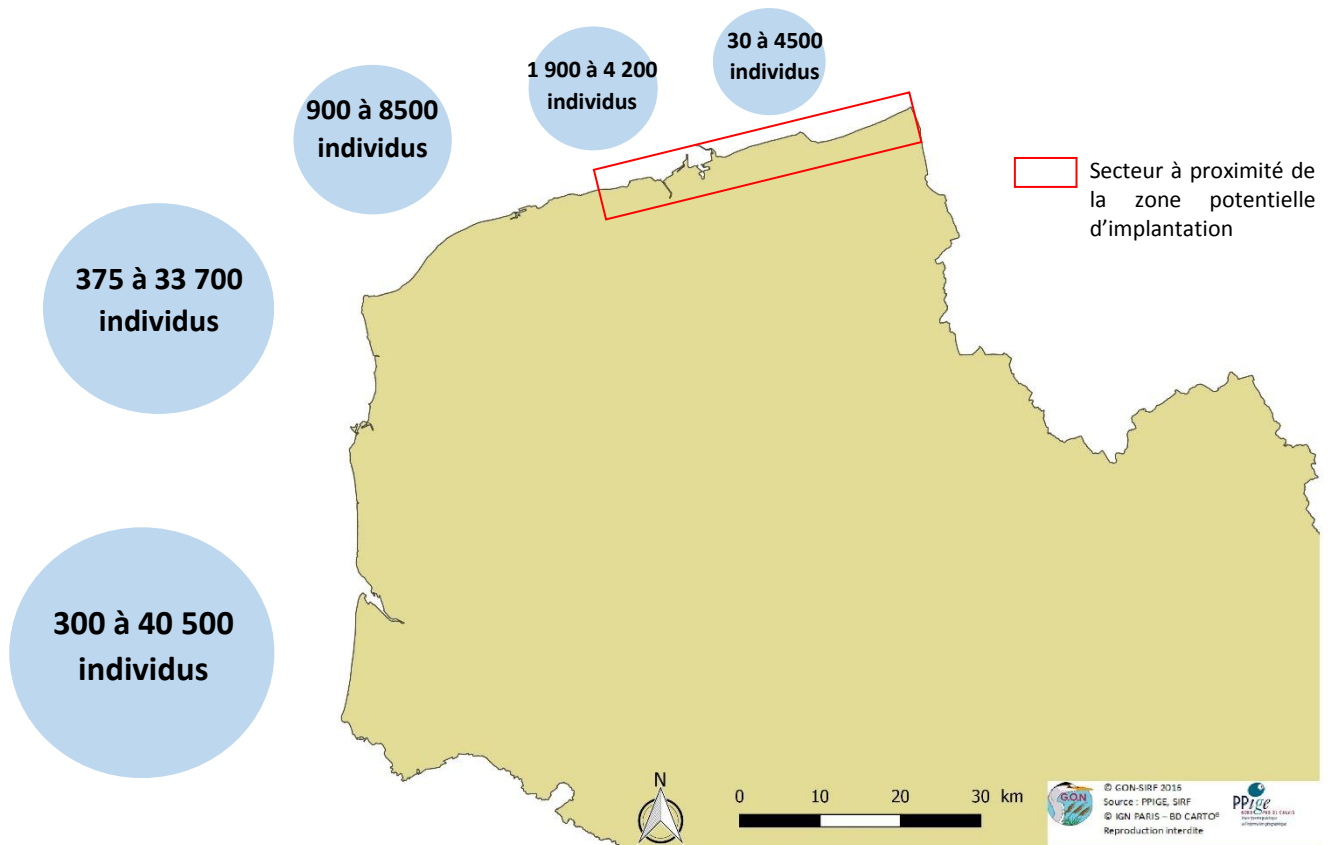 30 à 4500
individus
1 900 à 4 200
individus
900 à 8500
individus
Secteur à proximité de
la zone potentielle
d'implantation
375 à 33 700
individus
300 à 40 500
individus
N
0 10 20 30 km
G.O.N
© GON-SIRF 2015
Source : PPIGE, SIRF
© IGN PARIS – BD CARTO®
Reproduction interdite
PPige